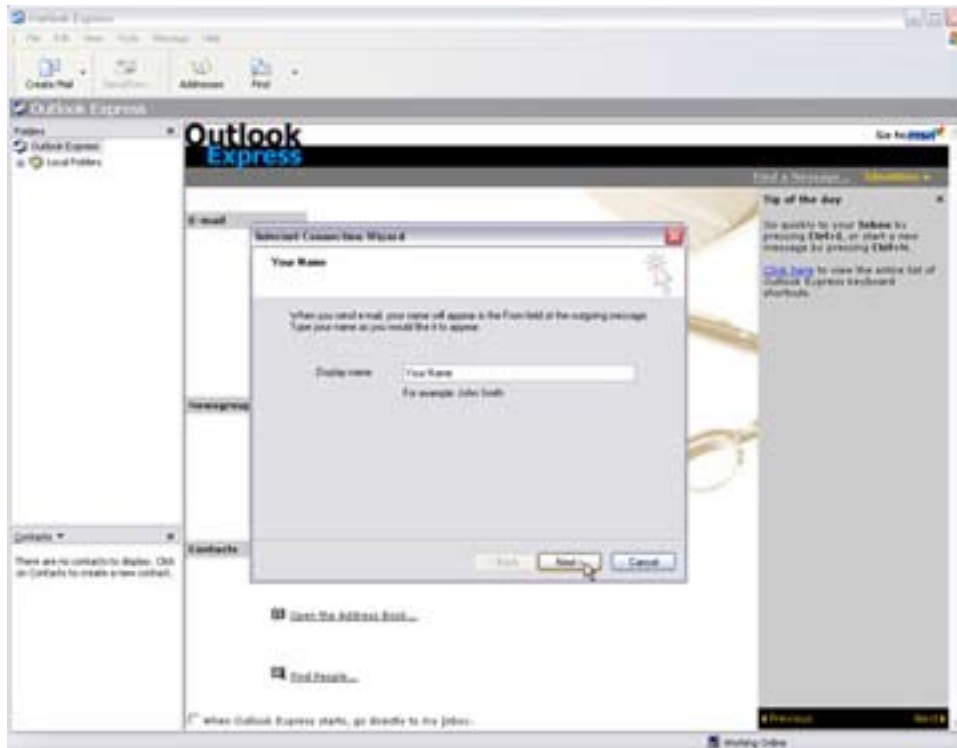 Outlook Express
File Edit View Tools Message Help
Create Mail
Addresses
Find
Outlook Express
Folders
Outlook Express
Local Folders
Outlook
Express
Go to msn
Find a Message... Identities
E-mail
Tip of the day
Go quickly to your Inbox by
pressing Ctrl+I, or start a new
message by pressing Ctrl+N.
Click here to view the entire list of
Outlook Express keyboard
shortcuts.
Internet Connection Wizard
Your Name
When you send e-mail, your name will appear in the From field of the outgoing message.
Type your name as you would like it to appear.
Display name: Your Name
For example: John Smith
Back Next Cancel
Newsgroup
Contacts
Contacts
There are no contacts to display. Click
on Contacts to create a new contact.
Open the Address Book...
Find People...
When Outlook Express starts, go directly to my Inbox.
Previous Next
Working Online